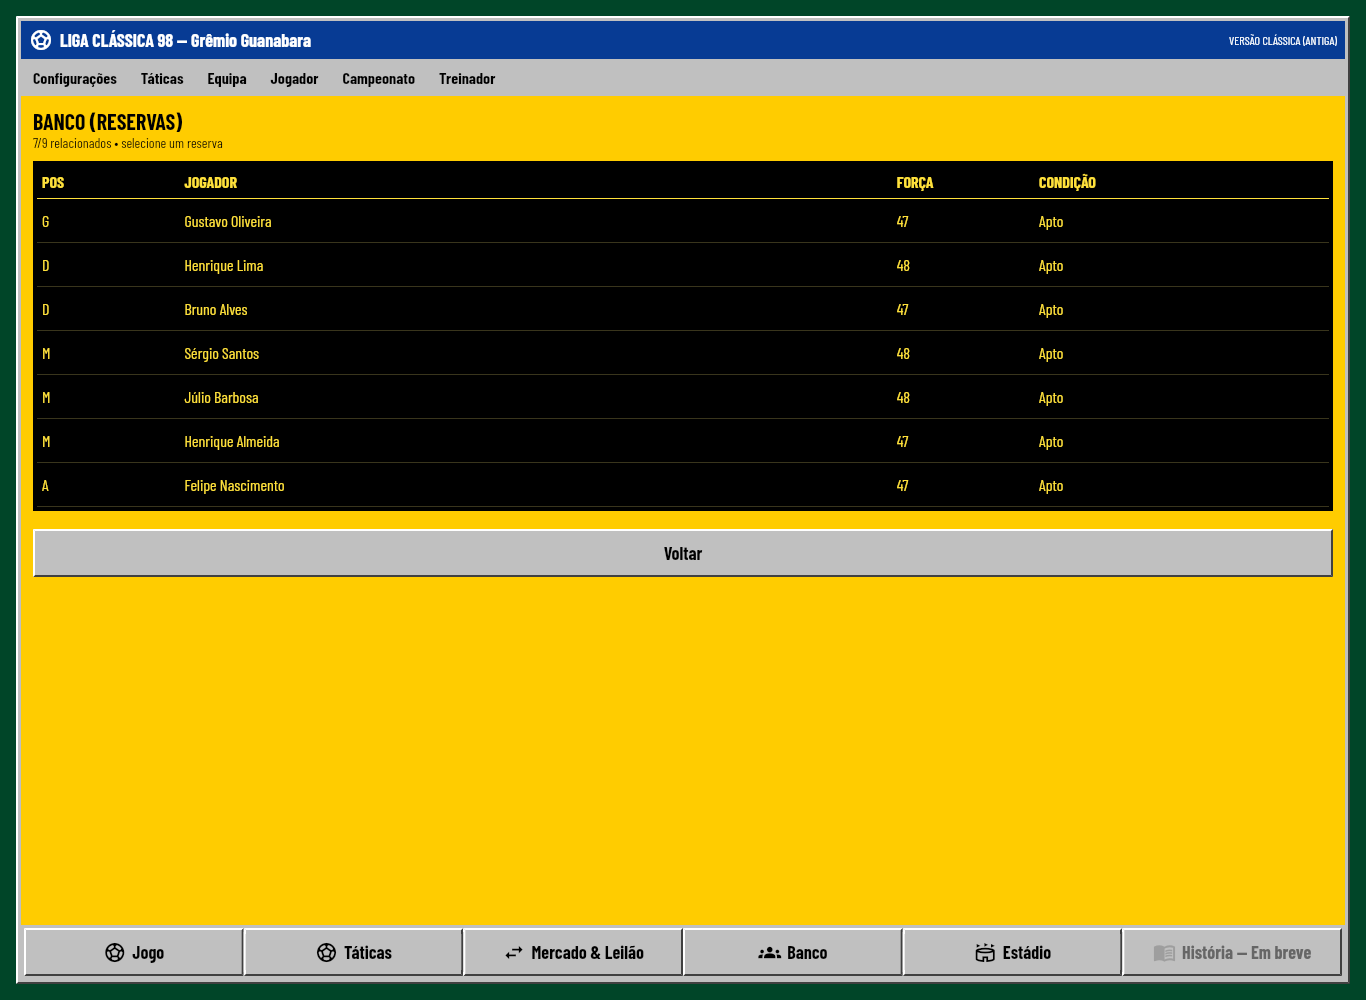 LIGA CLÁSSICA 98 — Grêmio Guanabara
VERSÃO CLÁSSICA (ANTIGA)
Configurações Táticas Equipa Jogador Campeonato Treinador
BANCO (RESERVAS)
7/9 relacionados • selecione um reserva
POS JOGADOR FORÇA CONDIÇÃO
G Gustavo Oliveira 47 Apto
D Henrique Lima 48 Apto
D Bruno Alves 47 Apto
M Sérgio Santos 48 Apto
M Júlio Barbosa 48 Apto
M Henrique Almeida 47 Apto
A Felipe Nascimento 47 Apto
Voltar
Jogo Táticas Mercado & Leilão Banco Estádio História — Em breve